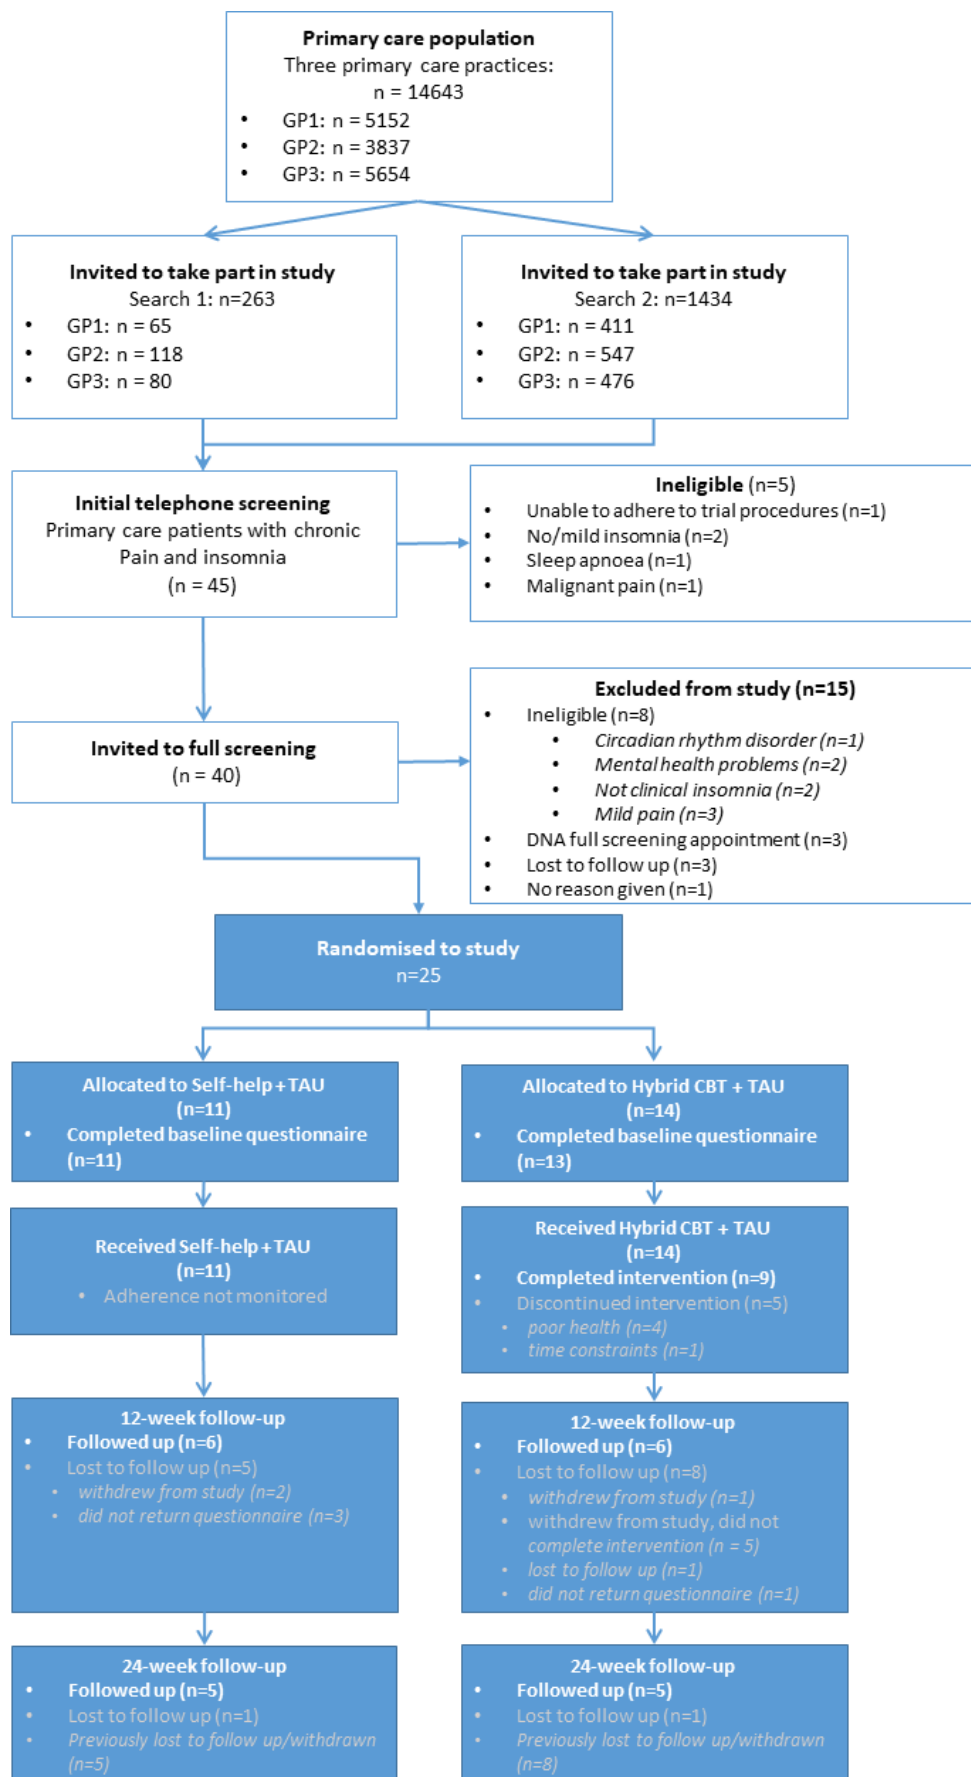 Primary care population
Three primary care practices:
n = 14643
• GP1: n = 5152
• GP2: n = 3837
• GP3: n = 5654
Invited to take part in study
Search 1: n=263
• GP1: n = 65
• GP2: n = 118
• GP3: n = 80
Invited to take part in study
Search 2: n=1434
• GP1: n = 411
• GP2: n = 547
• GP3: n = 476
Initial telephone screening
Primary care patients with chronic
Pain and insomnia
(n = 45)
Ineligible (n=5)
• Unable to adhere to trial procedures (n=1)
• No/mild insomnia (n=2)
• Sleep apnoea (n=1)
• Malignant pain (n=1)
Invited to full screening
(n = 40)
Excluded from study (n=15)
• Ineligible (n=8)
• Circadian rhythm disorder (n=1)
• Mental health problems (n=2)
• Not clinical insomnia (n=2)
• Mild pain (n=3)
• DNA full screening appointment (n=3)
• Lost to follow up (n=3)
• No reason given (n=1)
Randomised to study
n=25
Allocated to Self-help + TAU
(n=11)
• Completed baseline questionnaire
(n=11)
Allocated to Hybrid CBT + TAU
(n=14)
• Completed baseline questionnaire
(n=13)
Received Self-help + TAU
(n=11)
• Adherence not monitored
Received Hybrid CBT + TAU
(n=14)
• Completed intervention (n=9)
• Discontinued intervention (n=5)
• poor health (n=4)
• time constraints (n=1)
12-week follow-up
• Followed up (n=6)
• Lost to follow up (n=5)
• withdrew from study (n=2)
• did not return questionnaire (n=3)
12-week follow-up
• Followed up (n=6)
• Lost to follow up (n=8)
• withdrew from study (n=1)
• withdrew from study, did not
complete intervention (n = 5)
• lost to follow up (n=1)
• did not return questionnaire (n=1)
24-week follow-up
• Followed up (n=5)
• Lost to follow up (n=1)
• Previously lost to follow up/withdrawn
(n=5)
24-week follow-up
• Followed up (n=5)
• Lost to follow up (n=1)
• Previously lost to follow up/withdrawn
(n=8)